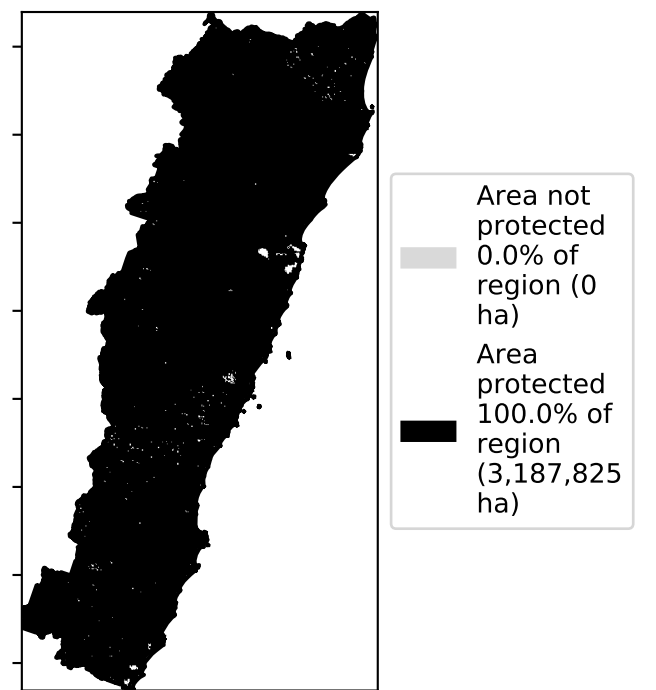 Area not
protected
0.0% of
region (0
ha)
Area
protected
100.0% of
region
(3,187,825
ha)